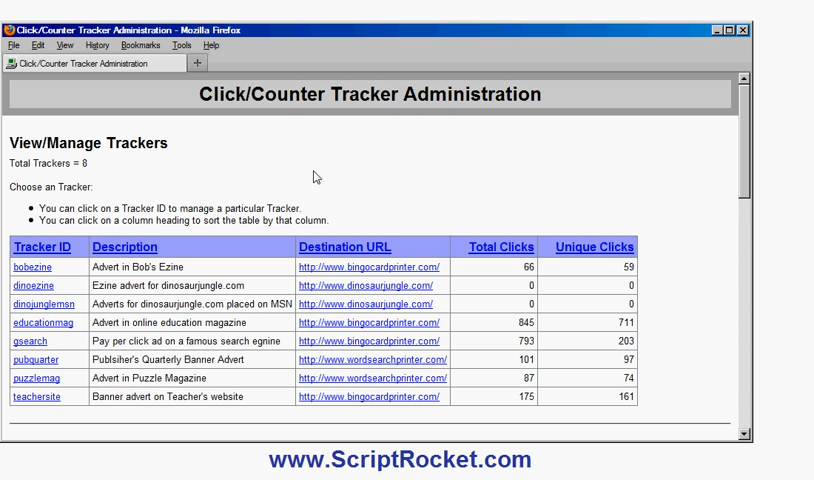 Click/Counter Tracker Administration - Mozilla Firefox
File Edit View History Bookmarks Tools Help
Click/Counter Tracker Administration
Click/Counter Tracker Administration
View/Manage Trackers
Total Trackers = 8
Choose an Tracker:
You can click on a Tracker ID to manage a particular Tracker.
You can click on a column heading to sort the table by that column.
Tracker ID Description Destination URL Total Clicks Unique Clicks
bobezine Advert in Bob's Ezine http://www.bingocardprinter.com/ 66 59
dinoezine Ezine advert for dinosaurjungle.com http://www.dinosaurjungle.com/ 0 0
dinojunglemsn Adverts for dinosaurjungle.com placed on MSN http://www.dinosaurjungle.com/ 0 0
educationmag Advert in online education magazine http://www.bingocardprinter.com/ 845 711
gsearch Pay per click ad on a famous search egnine http://www.bingocardprinter.com/ 793 203
pubquarter Publsiher's Quarterly Banner Advert http://www.wordsearchprinter.com/ 101 97
puzzlemag Advert in Puzzle Magazine http://www.wordsearchprinter.com/ 87 74
teachersite Banner advert on Teacher's website http://www.bingocardprinter.com/ 175 161
www.ScriptRocket.com